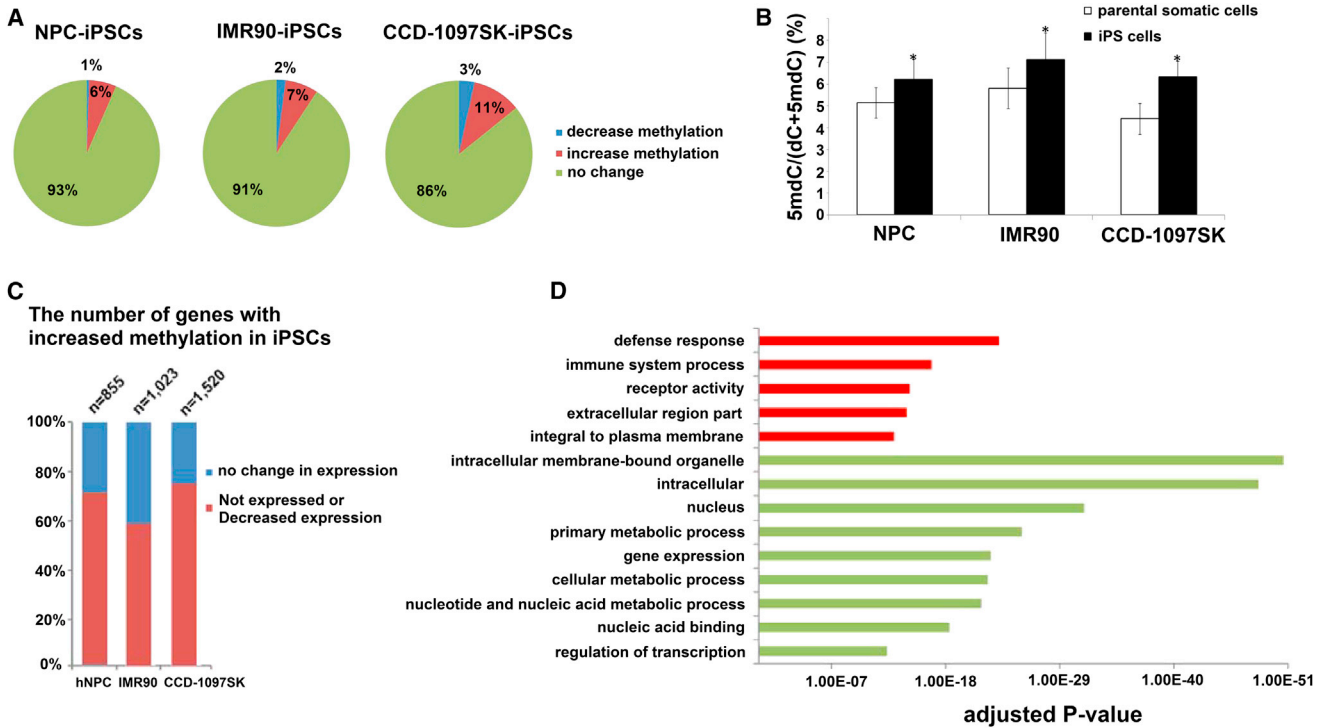 A
NPC-iPSCs
IMR90-iPSCs
CCD-1097SK-iPSCs
1%
6%
93%
2%
7%
91%
3%
11%
86%
decrease methylation
increase methylation
no change
B
parental somatic cells
iPS cells
5mdC/(dC+5mdC) (%)
8
7
6
5
4
3
2
1
0
*
*
*
NPC
IMR90
CCD-1097SK
C
The number of genes with
increased methylation in iPSCs
n=855
n=1,023
n=1,520
100%
80%
60%
40%
20%
0%
no change in expression
Not expressed or
Decreased expression
hNPC
IMR90
CCD-1097SK
D
defense response
immune system process
receptor activity
extracellular region part
integral to plasma membrane
intracellular membrane-bound organelle
intracellular
nucleus
primary metabolic process
gene expression
cellular metabolic process
nucleotide and nucleic acid metabolic process
nucleic acid binding
regulation of transcription
1.00E-07
1.00E-18
1.00E-29
1.00E-40
1.00E-51
adjusted P-value